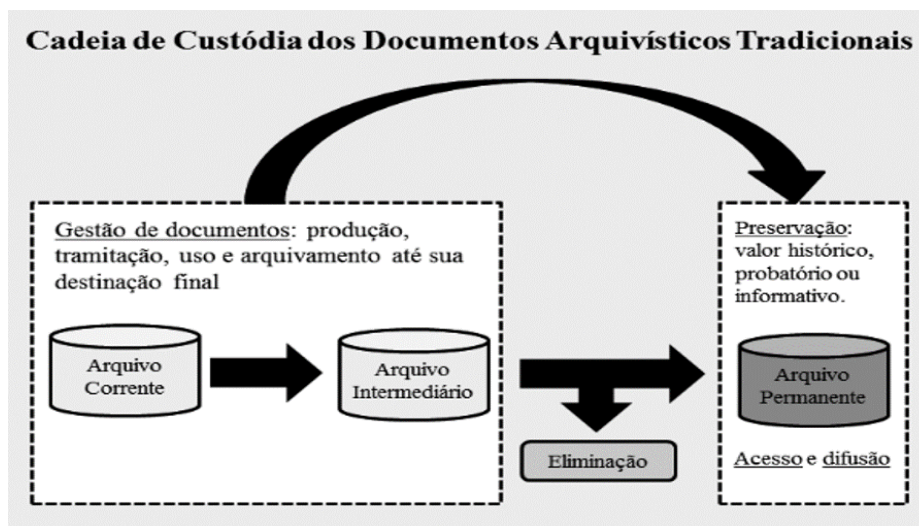 Cadeia de Custódia dos Documentos Arquivísticos Tradicionais
Gestão de documentos: produção,
tramitação, uso e arquivamento até sua
destinação final
Arquivo
Corrente
Arquivo
Intermediário
Eliminação
Preservação:
valor histórico,
probatório ou
informativo.
Arquivo
Permanente
Acesso e difusão